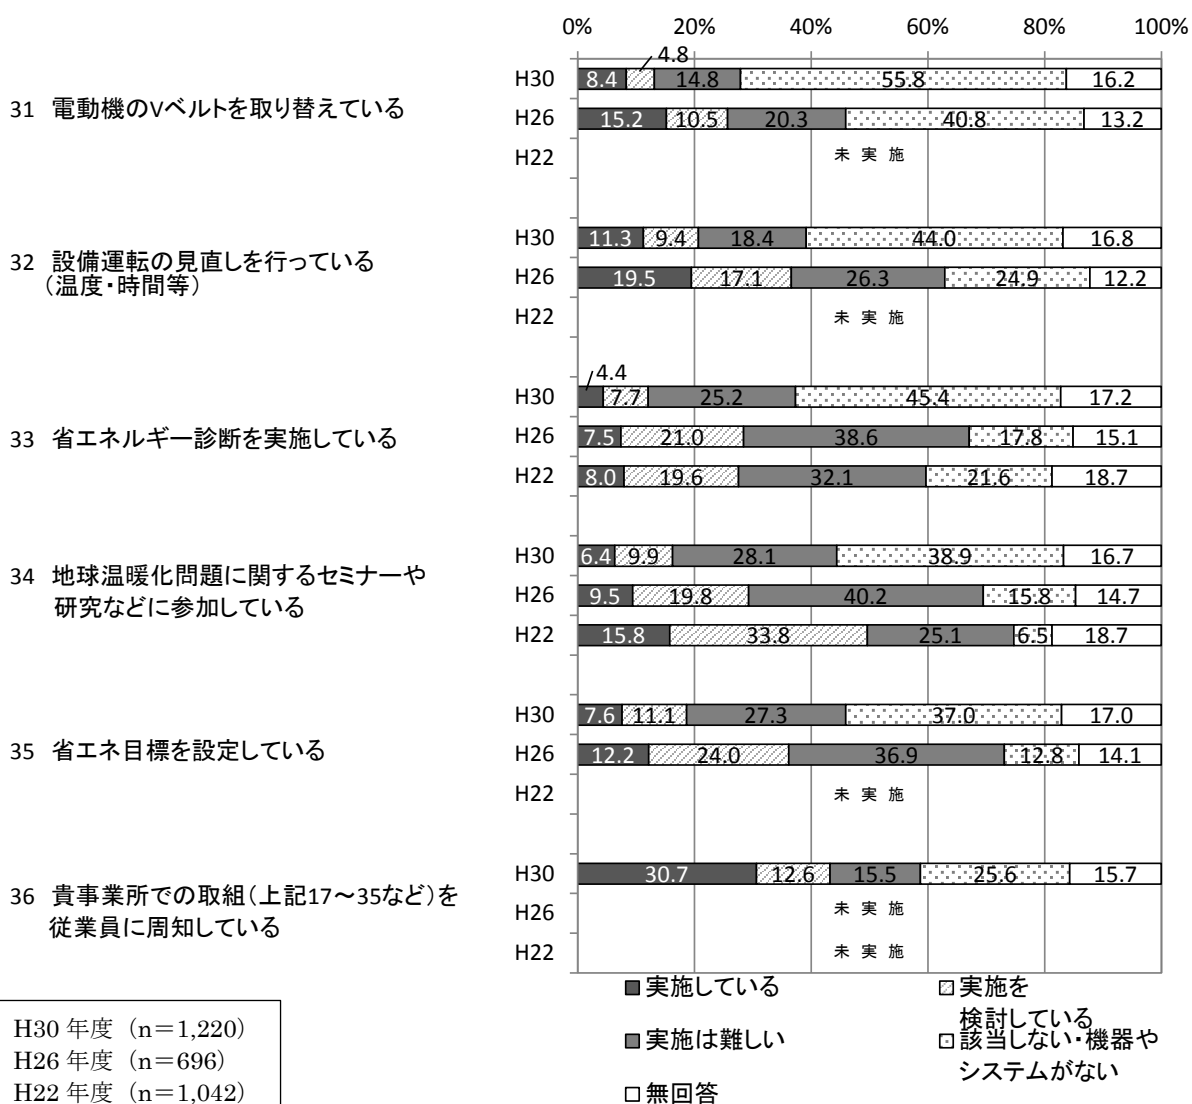 0% 20% 40% 60% 80% 100%
31 電動機のVベルトを取り替えている
H30 8.4 4.8 14.8 55.8 16.2
H26 15.2 10.5 20.3 40.8 13.2
H22 未実施
32 設備運転の見直しを行っている
(温度・時間等)
H30 11.3 9.4 18.4 44.0 16.8
H26 19.5 17.1 26.3 24.9 12.2
H22 未実施
33 省エネルギー診断を実施している
H30 4.4 7.7 25.2 45.4 17.2
H26 7.5 21.0 38.6 17.8 15.1
H22 8.0 19.6 32.1 21.6 18.7
34 地球温暖化問題に関するセミナーや
研究などに参加している
H30 6.4 9.9 28.1 38.9 16.7
H26 9.5 19.8 40.2 15.8 14.7
H22 15.8 33.8 25.1 6.5 18.7
35 省エネ目標を設定している
H30 7.6 11.1 27.3 37.0 17.0
H26 12.2 24.0 36.9 12.8 14.1
H22 未実施
36 貴事業所での取組(上記17~35など)を
従業員に周知している
H30 30.7 12.6 15.5 25.6 15.7
H26 未実施
H22 未実施
実施している
実施を
検討している
実施は難しい
該当しない・機器や
システムがない
無回答
H30 年度 (n=1,220)
H26 年度 (n=696)
H22 年度 (n=1,042)